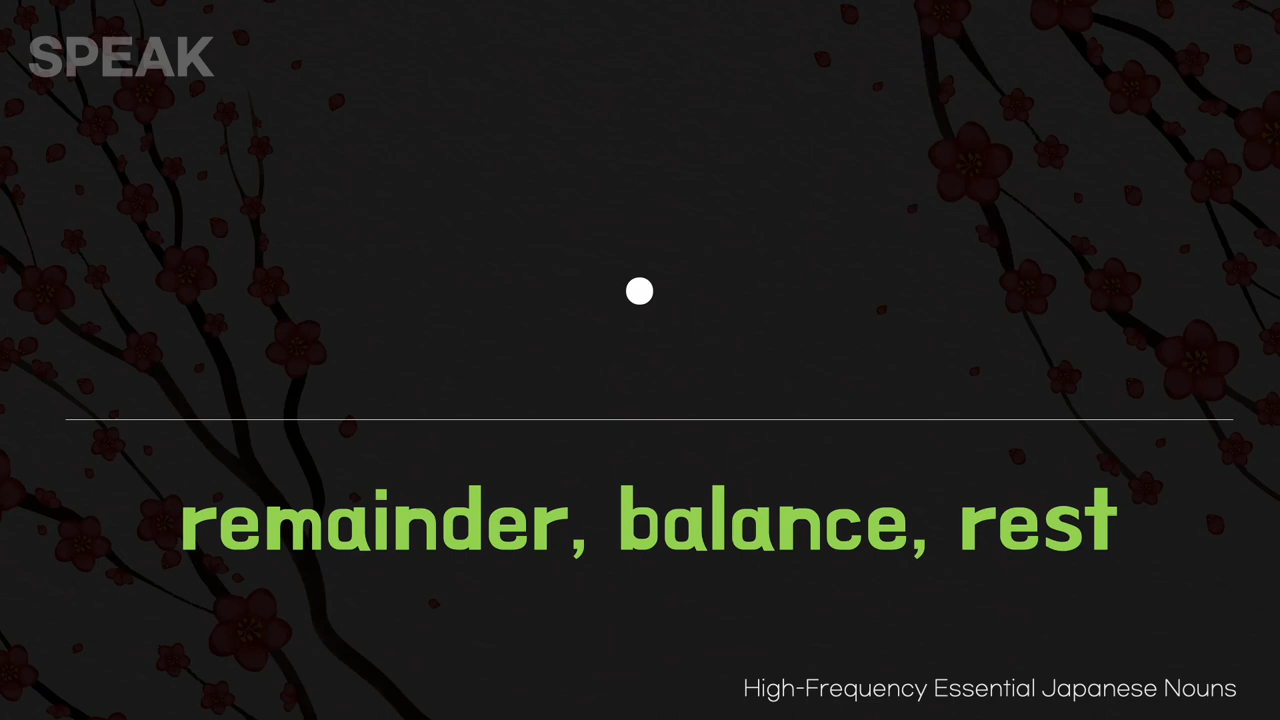 SPEAK
remainder, balance, rest
High-Frequency Essential Japanese Nouns